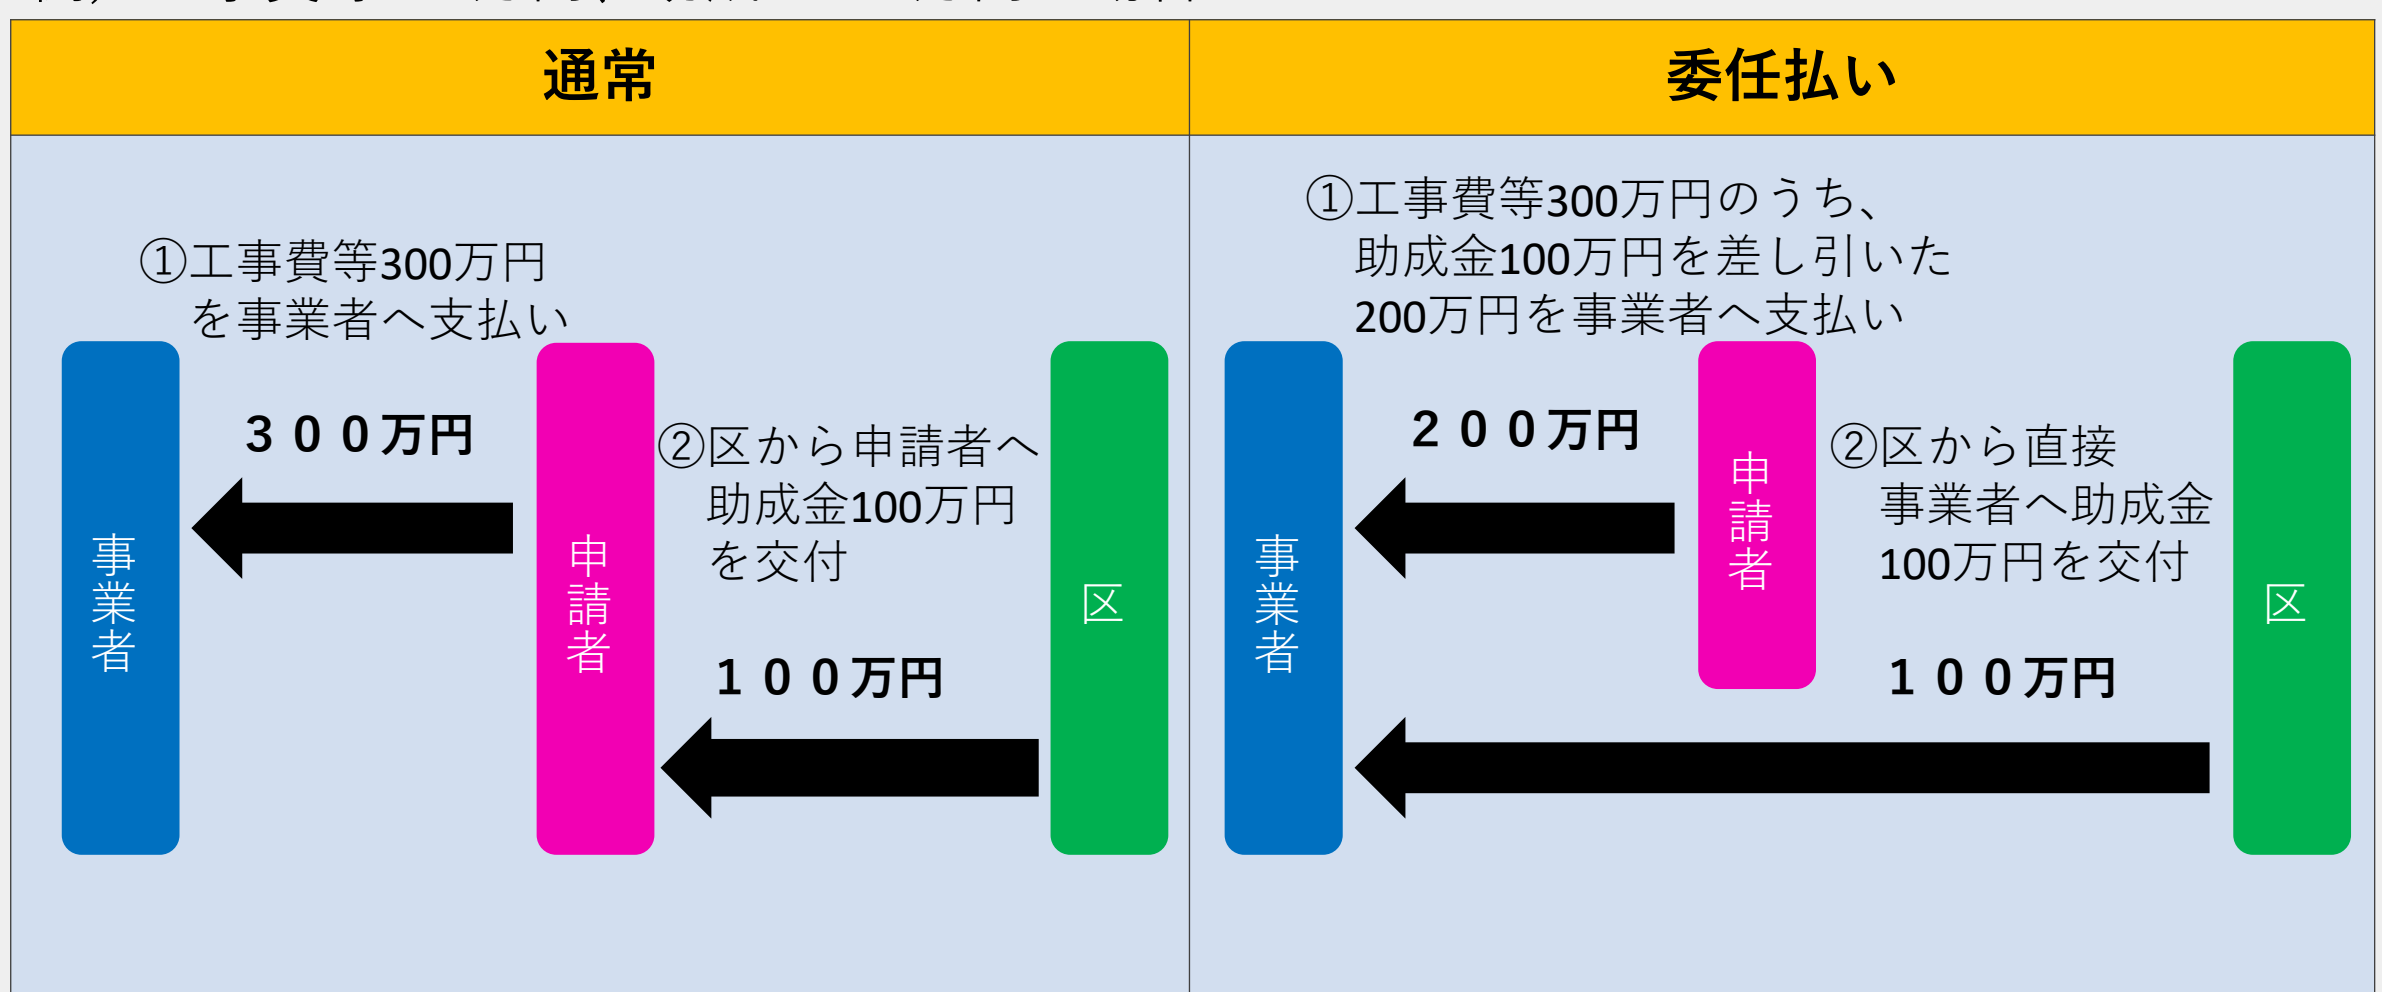 通常
①工事費等300万円
を事業者へ支払い
３００万円
②区から申請者へ
助成金100万円
を交付
１００万円
事業者
申請者
区
委任払い
①工事費等300万円のうち、
助成金100万円を差し引いた
200万円を事業者へ支払い
２００万円
②区から直接
事業者へ助成金
100万円を交付
１００万円
事業者
申請者
区